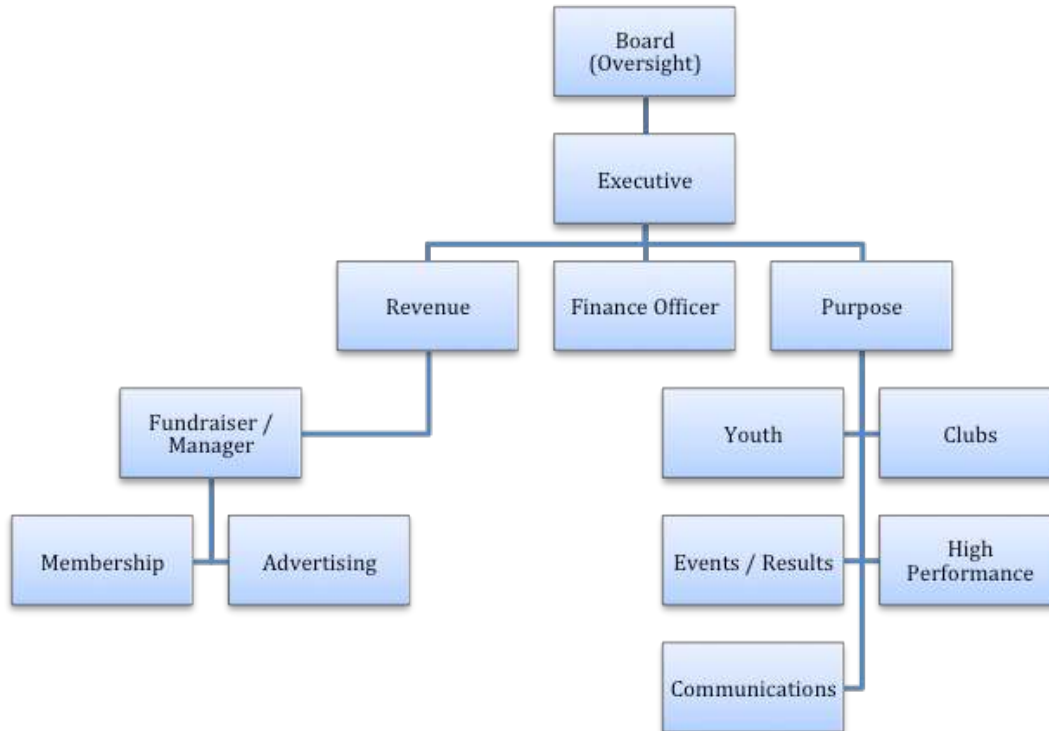 Board
(Oversight)
Executive
Revenue
Finance Officer
Purpose
Fundraiser /
Manager
Youth
Clubs
Membership
Advertising
Events / Results
High
Performance
Communications